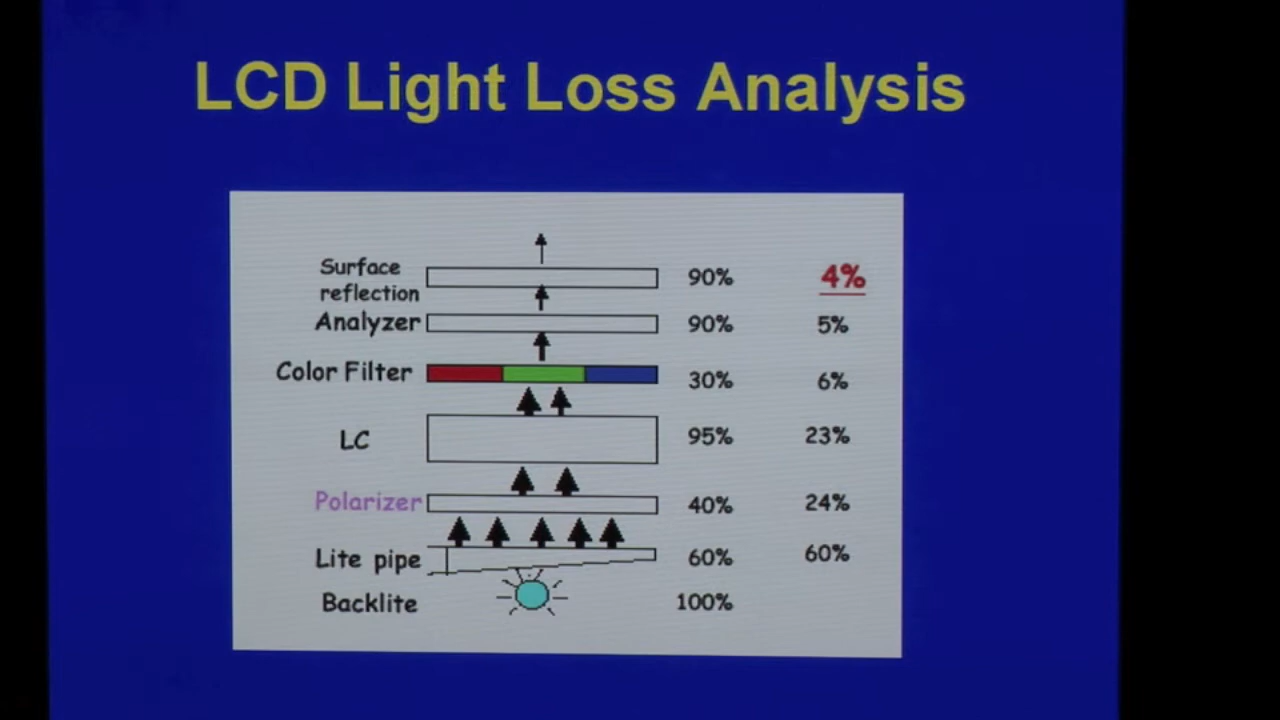 LCD Light Loss Analysis
Surface
reflection 90% 4%
Analyzer 90% 5%
Color Filter 30% 6%
LC 95% 23%
Polarizer 40% 24%
Lite pipe 60% 60%
Backlite 100%